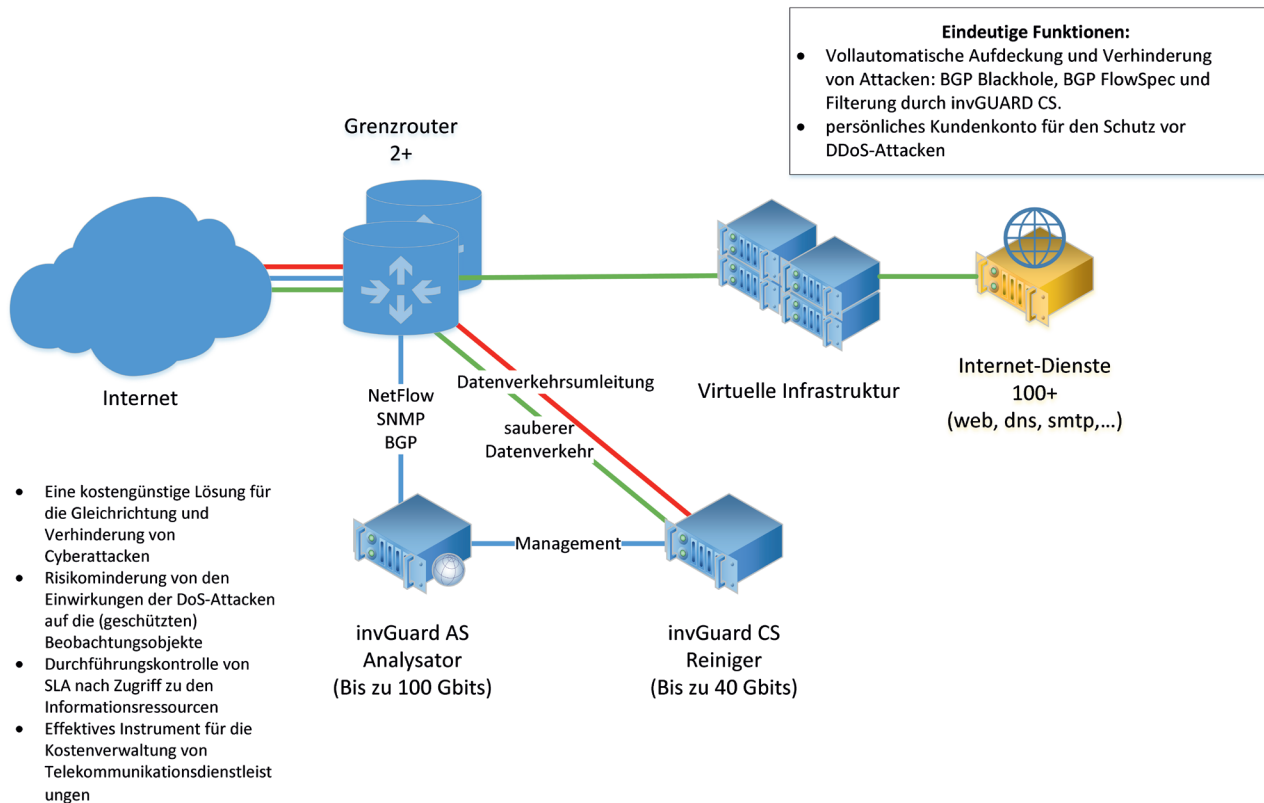 Eindeutige Funktionen:
• Vollautomatische Aufdeckung und Verhinderung
von Attacken: BGP Blackhole, BGP FlowSpec und
Filterung durch invGUARD CS.
• persönliches Kundenkonto für den Schutz vor
DDoS-Attacken
Grenzrouter
2+
Internet
NetFlow
SNMP
BGP
Datenverkehrsumleitung
sauberer
Datenverkehr
Virtuelle Infrastruktur
Internet-Dienste
100+
(web, dns, smtp,...)
Management
invGuard AS
Analysator
(Bis zu 100 Gbits)
invGuard CS
Reiniger
(Bis zu 40 Gbits)
• Eine kostengünstige Lösung für
die Gleichrichtung und
Verhinderung von
Cyberattacken
• Risikominderung von den
Einwirkungen der DoS-Attacken
auf die (geschützten)
Beobachtungsobjekte
• Durchführungskontrolle von
SLA nach Zugriff zu den
Informationsressourcen
• Effektives Instrument für die
Kostenverwaltung von
Telekommunikationsdienstleist
ungen